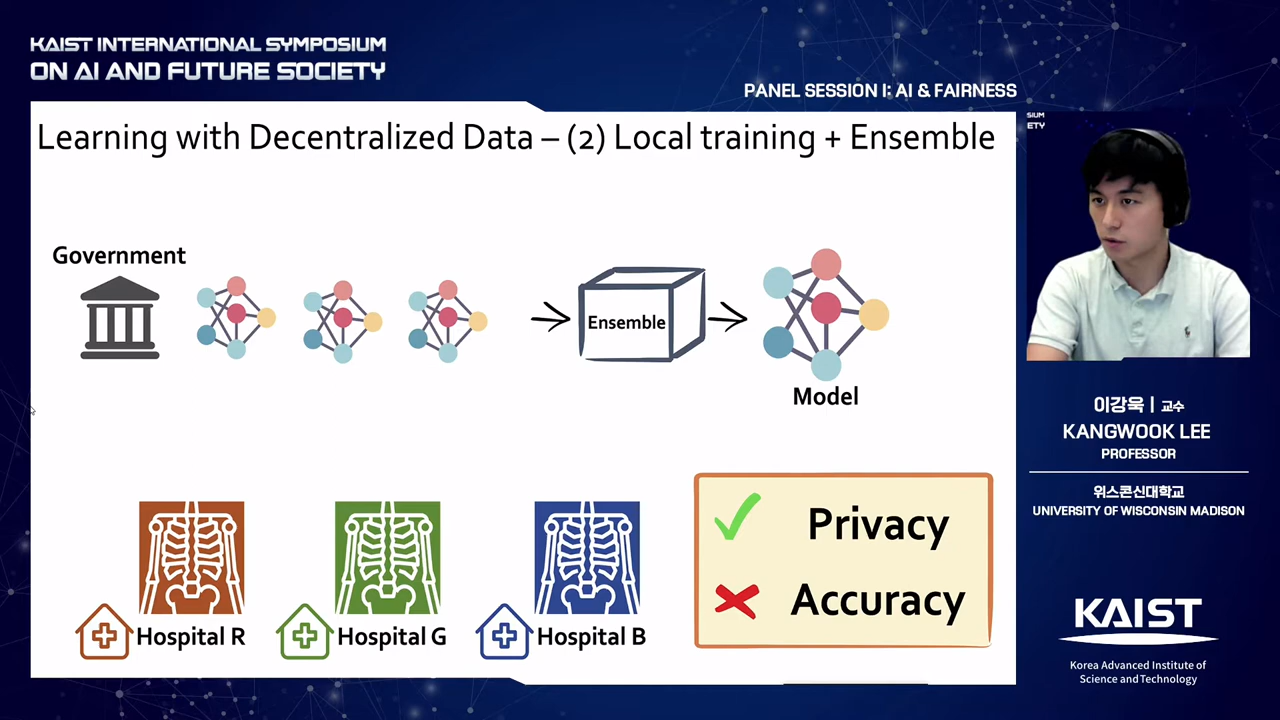 KAIST INTERNATIONAL SYMPOSIUM
ON AI AND FUTURE SOCIETY
PANEL SESSION I: AI & FAIRNESS
Learning with Decentralized Data – (2) Local training + Ensemble
SIUM
ETY
Government
Ensemble
Model
Privacy
Accuracy
Hospital R
Hospital G
Hospital B
이강욱 | 교수
KANGWOOK LEE
PROFESSOR
위스콘신대학교
UNIVERSITY OF WISCONSIN MADISON
KAIST
Korea Advanced Institute of
Science and Technology